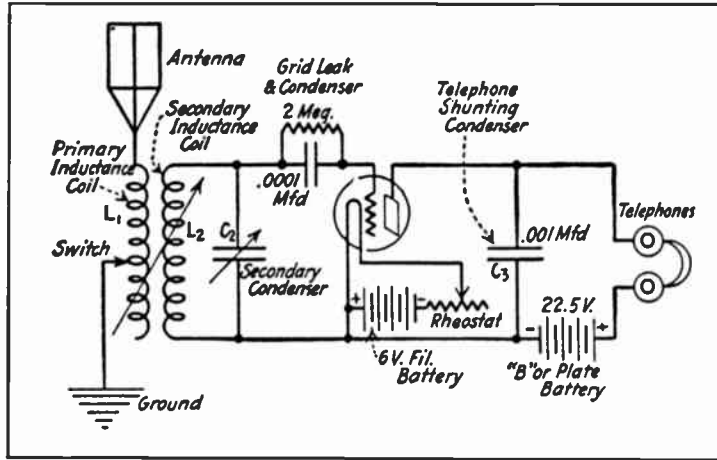 Antenna
Grid Leak
& Condenser
2 Meg.
Secondary
Inductance
Coil
Telephone
Shunting
Condenser
Primary
Inductance
Coil
.0001
Mfd
L1
L2
C2
Switch
Secondary
Condenser
.001 Mfd
C3
Telephones
+
-
Rheostat
22.5 V.
-
+
6V. Fil.
Battery
"B" or Plate
Battery
Ground